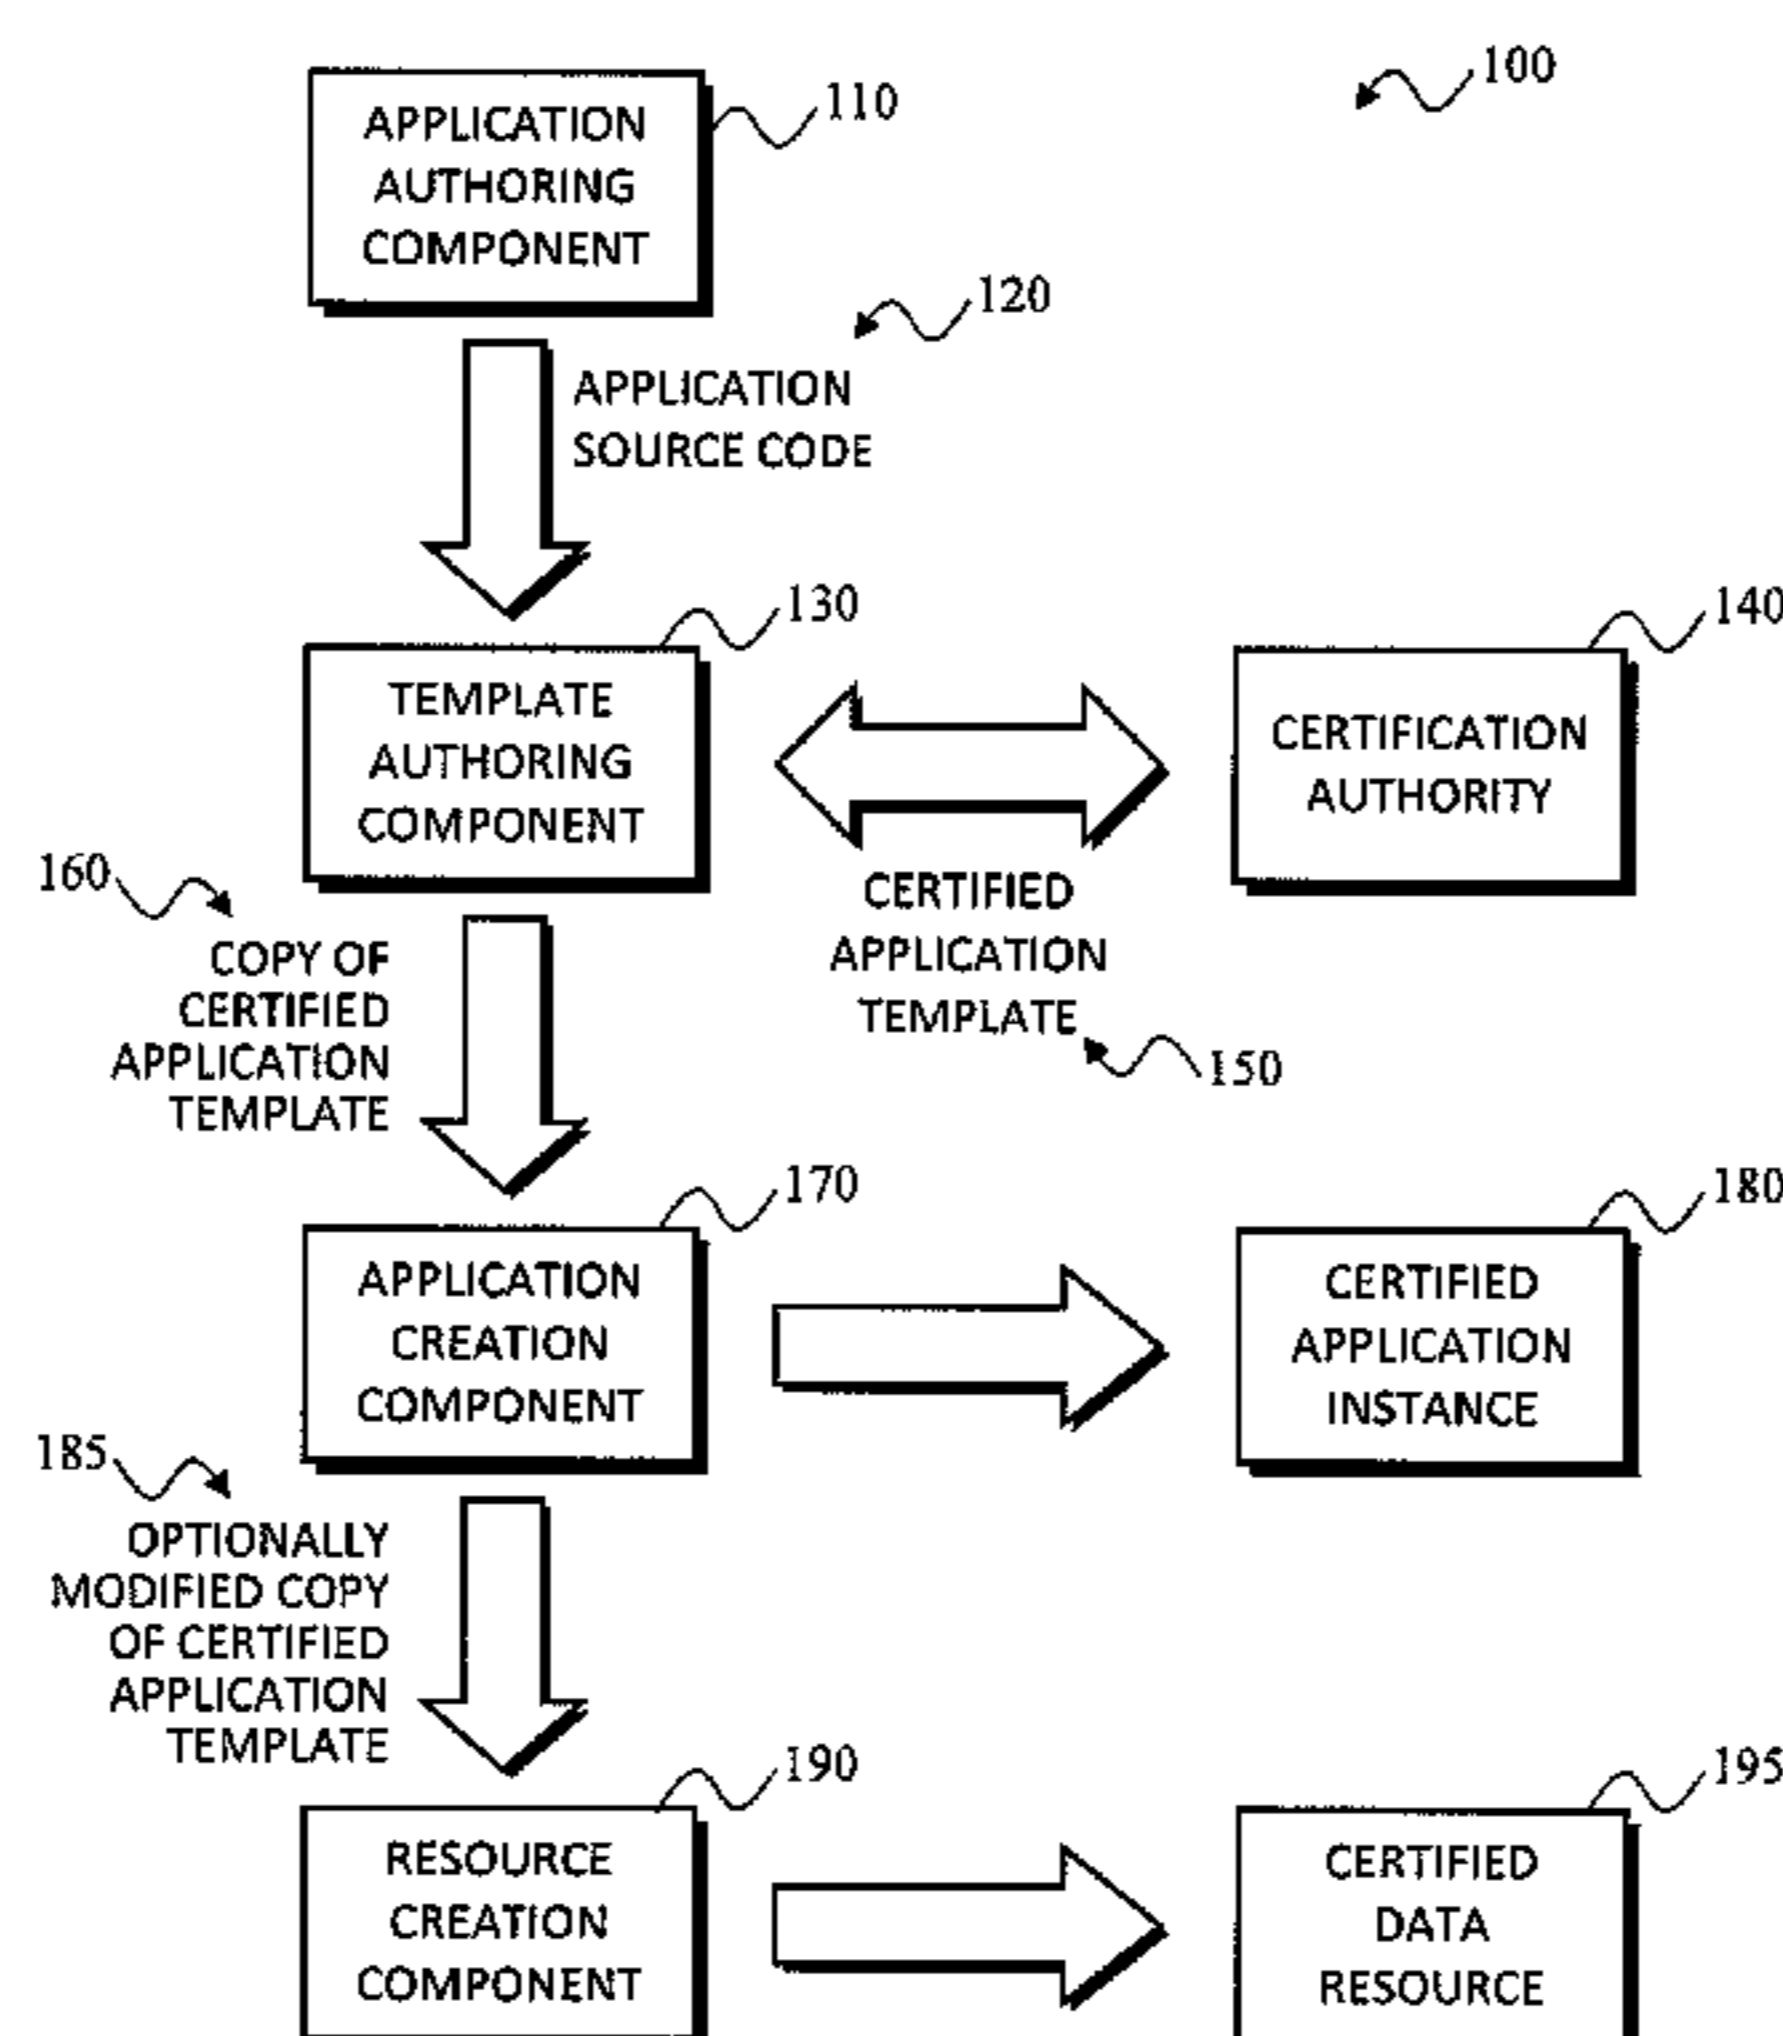 100
110
APPLICATION
AUTHORING
COMPONENT
120
APPLICATION
SOURCE CODE
130
140
TEMPLATE
AUTHORING
COMPONENT
CERTIFICATION
AUTHORITY
160
CERTIFIED
APPLICATION
TEMPLATE
150
COPY OF
CERTIFIED
APPLICATION
TEMPLATE
170
180
APPLICATION
CREATION
COMPONENT
CERTIFIED
APPLICATION
INSTANCE
185
OPTIONALLY
MODIFIED COPY
OF CERTIFIED
APPLICATION
TEMPLATE
190
195
RESOURCE
CREATION
COMPONENT
CERTIFIED
DATA
RESOURCE